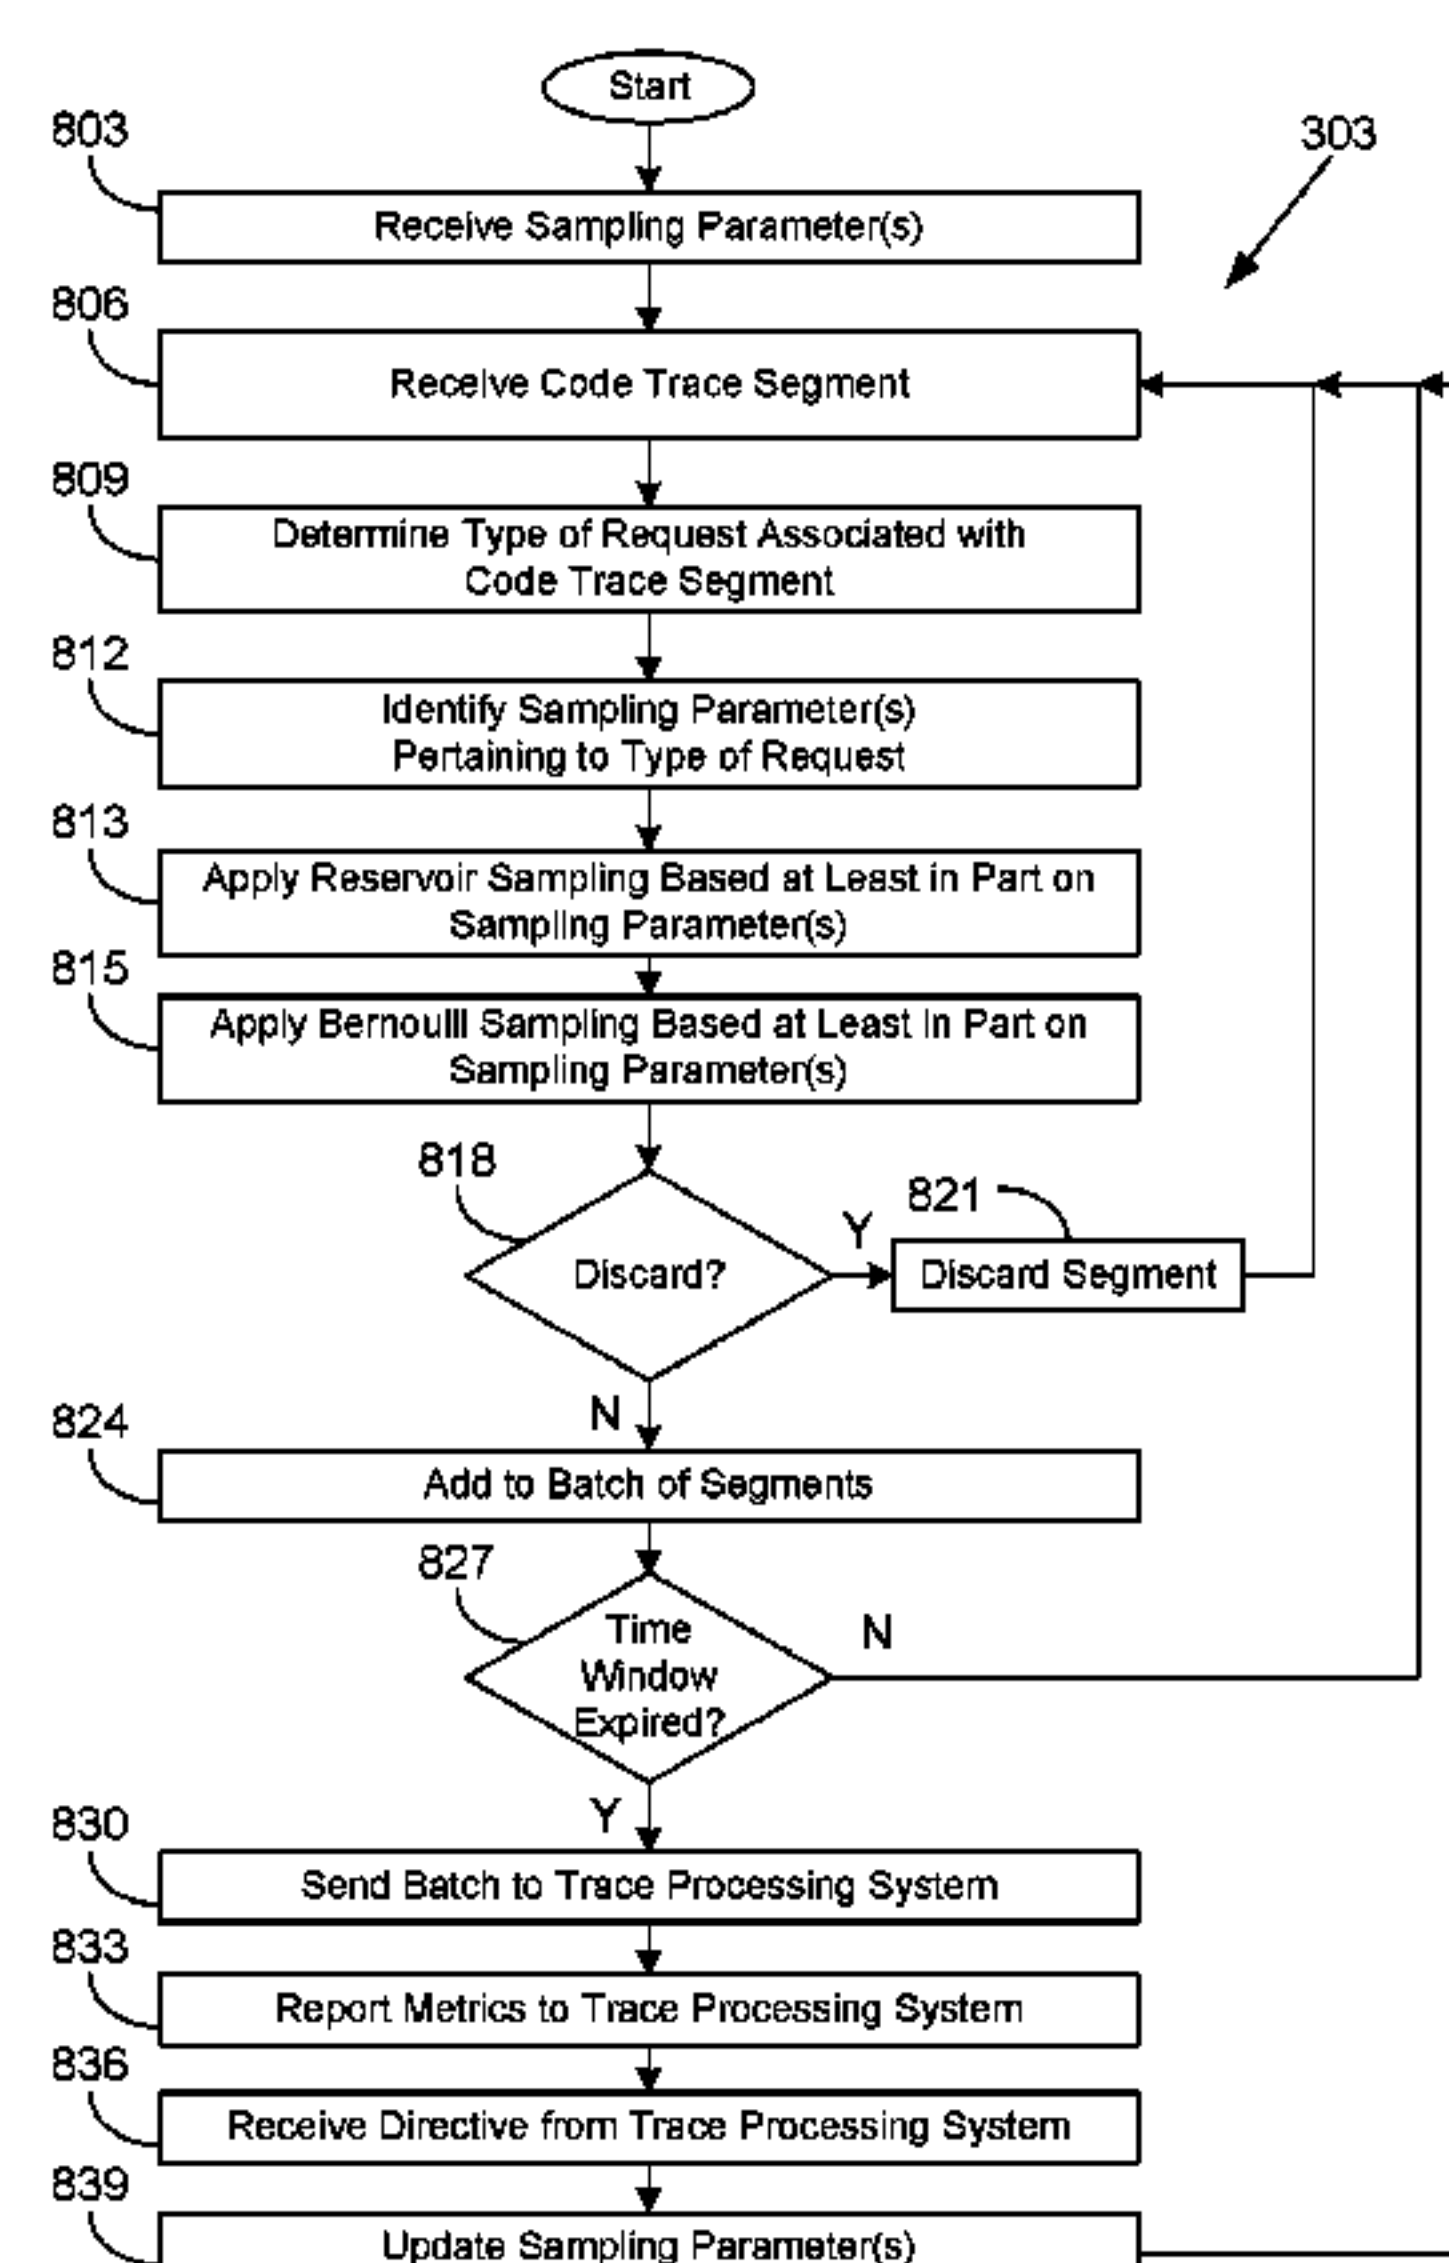 Start
803
303
Receive Sampling Parameter(s)
806
Receive Code Trace Segment
809
Determine Type of Request Associated with
Code Trace Segment
812
Identify Sampling Parameter(s)
Pertaining to Type of Request
813
Apply Reservoir Sampling Based at Least in Part on
Sampling Parameter(s)
815
Apply Bernoulli Sampling Based at Least in Part on
Sampling Parameter(s)
818
Discard?
Y
821
Discard Segment
N
824
Add to Batch of Segments
827
Time
Window
Expired?
N
Y
830
Send Batch to Trace Processing System
833
Report Metrics to Trace Processing System
836
Receive Directive from Trace Processing System
839
Update Sampling Parameter(s)